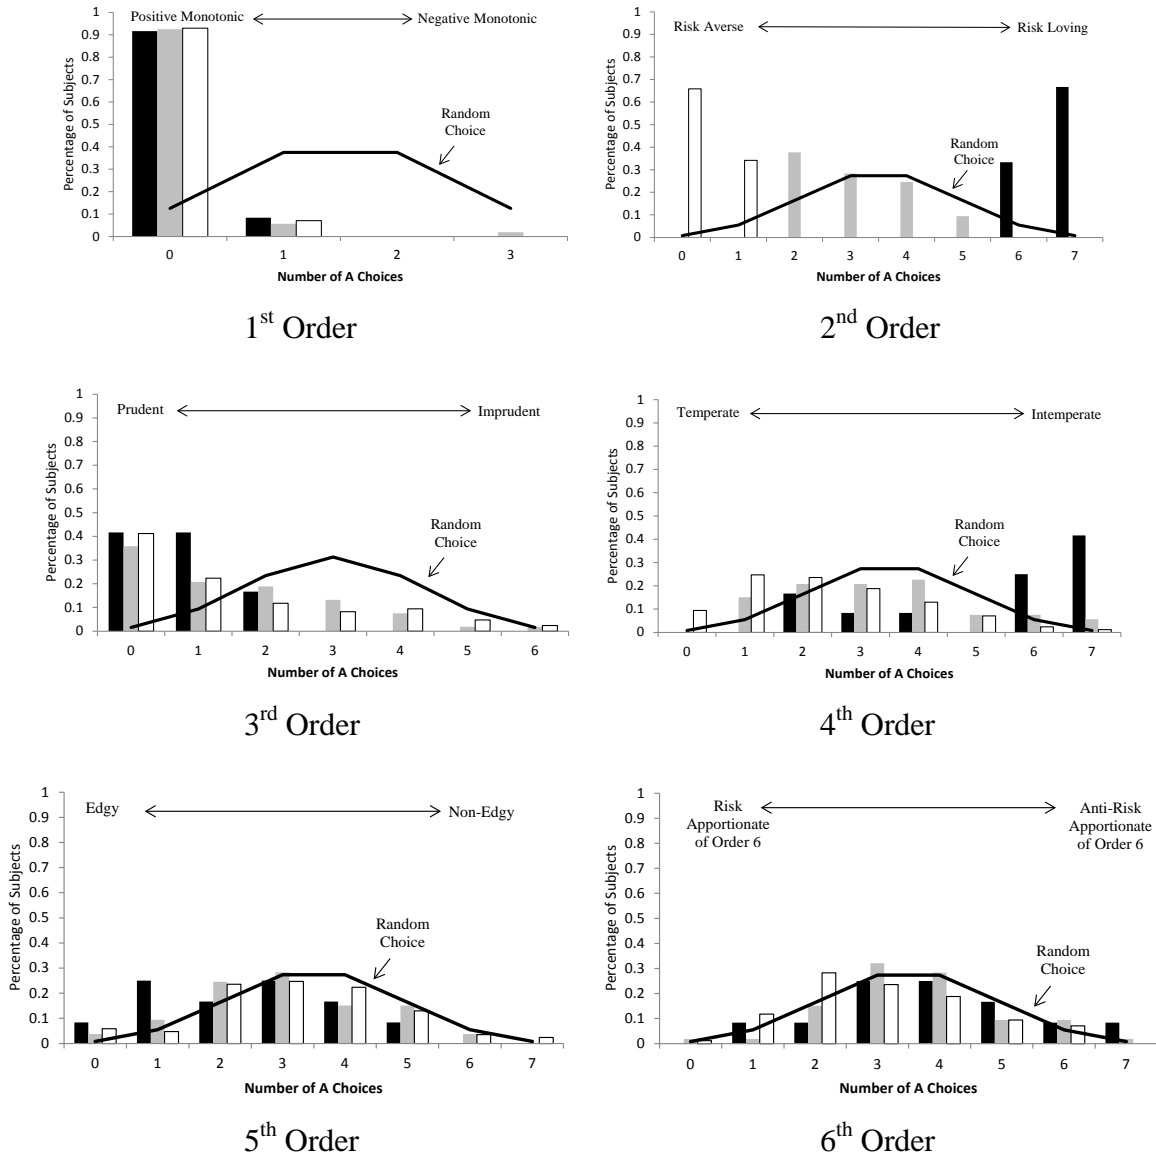 Positive Monotonic Negative Monotonic
Percentage of Subjects
1
0.9
0.8
0.7
0.6
0.5
0.4
0.3
0.2
0.1
0
Random
Choice
0 1 2 3
Number of A Choices
1st Order
Risk Averse Risk Loving
Percentage of Subjects
1
0.9
0.8
0.7
0.6
0.5
0.4
0.3
0.2
0.1
0
Random
Choice
0 1 2 3 4 5 6 7
Number of A Choices
2nd Order
Prudent Imprudent
Percentage of Subjects
1
0.9
0.8
0.7
0.6
0.5
0.4
0.3
0.2
0.1
0
Random
Choice
0 1 2 3 4 5 6
Number of A Choices
3rd Order
Temperate Intemperate
Percentage of Subjects
1
0.9
0.8
0.7
0.6
0.5
0.4
0.3
0.2
0.1
0
Random
Choice
0 1 2 3 4 5 6 7
Number of A Choices
4th Order
Edgy Non-Edgy
Percentage of Subjects
1
0.9
0.8
0.7
0.6
0.5
0.4
0.3
0.2
0.1
0
Random
Choice
0 1 2 3 4 5 6 7
Number of A Choices
5th Order
Risk
Apportionate
of Order 6
Anti-Risk
Apportionate
of Order 6
Percentage of Subjects
1
0.9
0.8
0.7
0.6
0.5
0.4
0.3
0.2
0.1
0
Random
Choice
0 1 2 3 4 5 6 7
Number of A Choices
6th Order